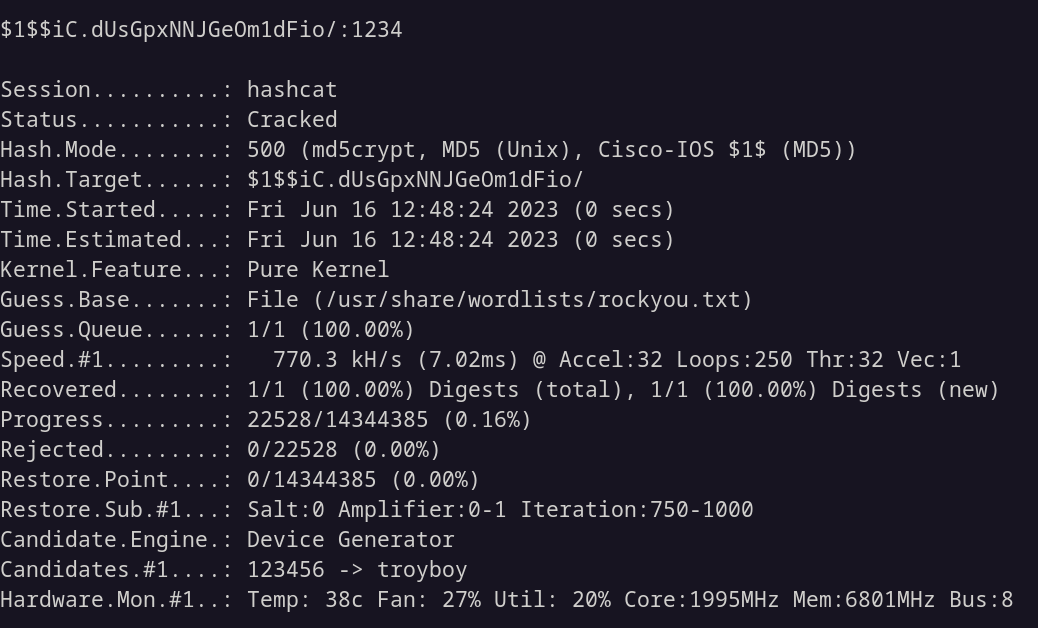 $1$$iC.dUsGpxNNJGeOm1dFio/:1234
Session..........: hashcat
Status...........: Cracked
Hash.Mode........: 500 (md5crypt, MD5 (Unix), Cisco-IOS $1$ (MD5))
Hash.Target......: $1$$iC.dUsGpxNNJGeOm1dFio/
Time.Started.....: Fri Jun 16 12:48:24 2023 (0 secs)
Time.Estimated...: Fri Jun 16 12:48:24 2023 (0 secs)
Kernel.Feature...: Pure Kernel
Guess.Base.......: File (/usr/share/wordlists/rockyou.txt)
Guess.Queue......: 1/1 (100.00%)
Speed.#1.........:   770.3 kH/s (7.02ms) @ Accel:32 Loops:250 Thr:32 Vec:1
Recovered........: 1/1 (100.00%) Digests (total), 1/1 (100.00%) Digests (new)
Progress.........: 22528/14344385 (0.16%)
Rejected.........: 0/22528 (0.00%)
Restore.Point....: 0/14344385 (0.00%)
Restore.Sub.#1...: Salt:0 Amplifier:0-1 Iteration:750-1000
Candidate.Engine.: Device Generator
Candidates.#1....: 123456 -> troyboy
Hardware.Mon.#1..: Temp: 38c Fan: 27% Util: 20% Core:1995MHz Mem:6801MHz Bus:8